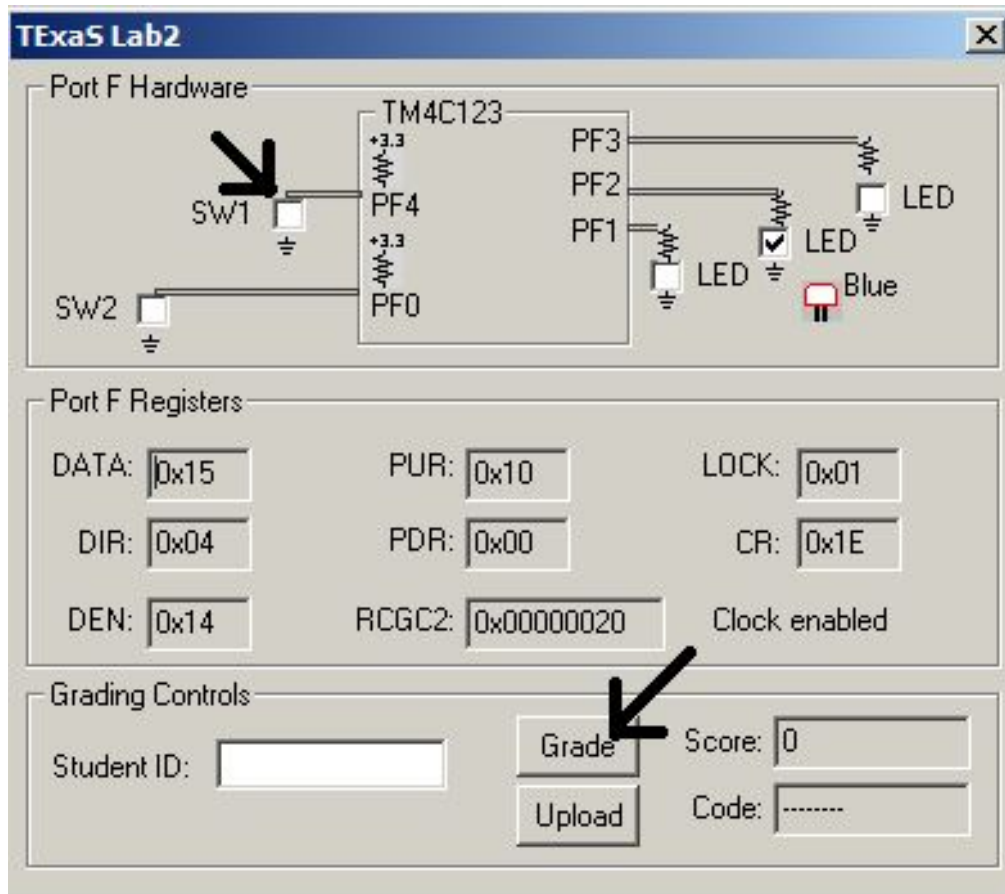 TExaS Lab2
Port F Hardware
TM4C123
+3.3
PF3
PF2
LED
SW1
PF4
PF1
LED
+3.3
LED
Blue
SW2
PF0
Port F Registers
DATA: 0x15 PUR: 0x10 LOCK: 0x01
DIR: 0x04 PDR: 0x00 CR: 0x1E
DEN: 0x14 RCGC2: 0x00000020 Clock enabled
Grading Controls
Student ID: Grade Score: 0
Upload Code: --------